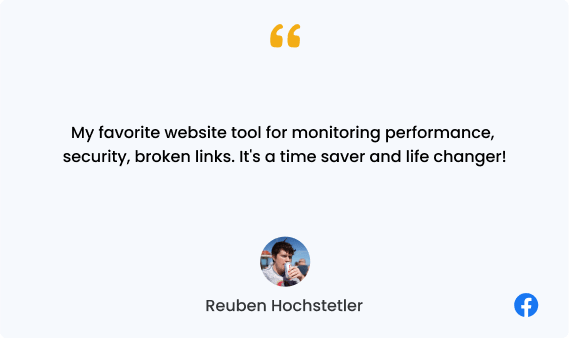 My favorite website tool for monitoring performance,
security, broken links. It's a time saver and life changer!
Reuben Hochstetler